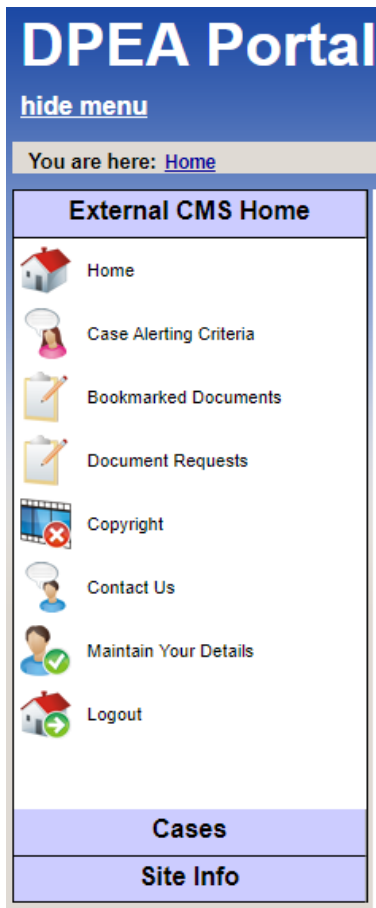 DPEA Portal
hide menu
You are here: Home
External CMS Home
Home
Case Alerting Criteria
Bookmarked Documents
Document Requests
Copyright
Contact Us
Maintain Your Details
Logout
Cases
Site Info